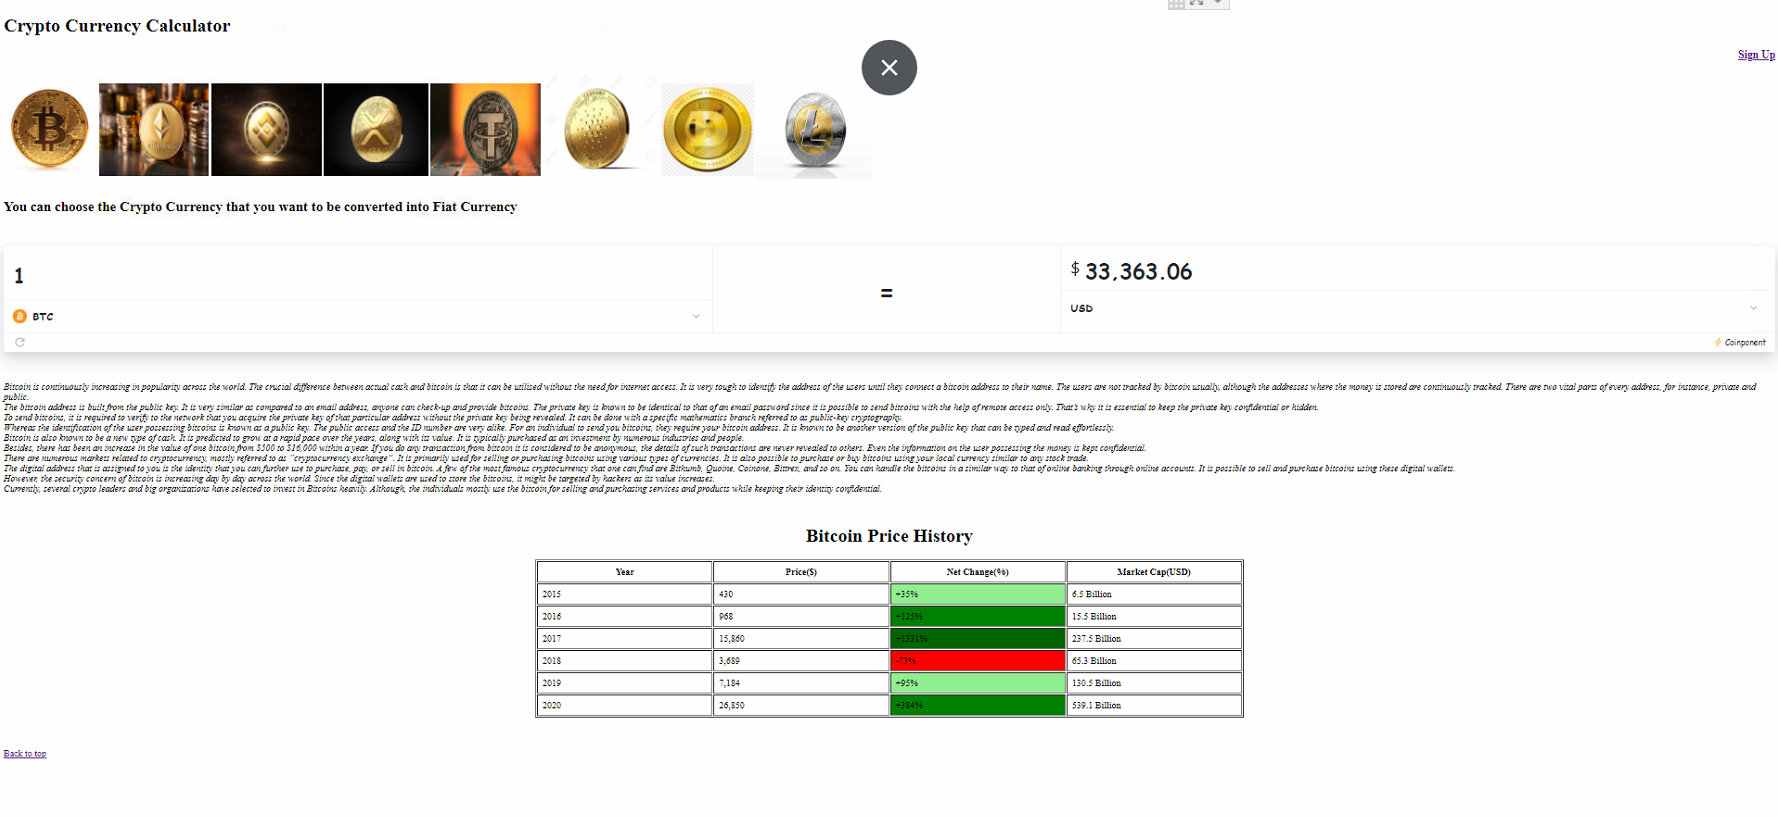 Crypto Currency Calculator
Sign Up
You can choose the Crypto Currency that you want to be converted into Fiat Currency
1
$ 33,363.06
=
BTC
USD
Coinponent
Bitcoin is continuously increasing in popularity across the world. The crucial difference between actual cash and bitcoin is that it can be utilised without the need for internet access. It is very tough to identify the address of the users until they connect a bitcoin address to their name. The users are not tracked by bitcoin usually, although the addresses where the money is stored are continuously tracked. There are two vital parts of every address, for instance, private and
public.
The bitcoin address is built from the public key. It is very similar as compared to an email address, anyone can check-up and provide bitcoins. The private key is known to be identical to that of an email password since it is possible to send bitcoins with the help of remote access only. That's why it is essential to keep the private key confidential or hidden.
To send bitcoins, it is required to verify to the network that you acquire the private key of that particular address without the private key being revealed. It can be done with a specific mathematics branch referred to as public-key cryptography.
Whereas the identification of the user possessing bitcoins is known as a public key. The public access and the ID number are very alike. For an individual to send you bitcoins, they require your bitcoin address. It is known to be another version of the public key that can be typed and read effortlessly.
Bitcoin is also known to be a new type of cash. It is predicted to grow at a rapid pace over the years, along with its value. It is typically purchased as an investment by numerous industries and people.
Besides, there has been an increase in the value of one bitcoin from $500 to $16,000 within a year. If you do any transaction from bitcoin it is considered to be anonymous, the details of such transactions are never revealed to others. Even the information on the user possessing the money is kept confidential.
There are numerous markets related to cryptocurrency, mostly referred to as "cryptocurrency exchange". It is primarily used for selling or purchasing bitcoins using various types of currencies. It is also possible to purchase or buy bitcoins using your local currency similar to any stock trade.
The digital address that is assigned to you is the identity that you can further use to purchase, pay, or sell in bitcoin. A few of the most famous cryptocurrency that one can find are Bithumb, Quoine, Coinone, Bittrex, and so on. You can handle the bitcoins in a similar way to that of online banking through online accounts. It is possible to sell and purchase bitcoins using these digital wallets.
However, the security concern of bitcoin is increasing day by day across the world. Since the digital wallets are used to store the bitcoins, it might be targeted by hackers as its value increases.
Currently, several crypto leaders and big organizations have selected to invest in Bitcoins heavily. Although, the individuals mostly use the bitcoin for selling and purchasing services and products while keeping their identity confidential.
Bitcoin Price History
Year Price($) Net Change(%) Market Cap(USD)
2015 430 +35% 6.5 Billion
2016 968 +125% 15.5 Billion
2017 15,860 +1331% 237.5 Billion
2018 3,689 -73% 65.3 Billion
2019 7,184 +95% 130.5 Billion
2020 26,850 +384% 539.1 Billion
Back to top